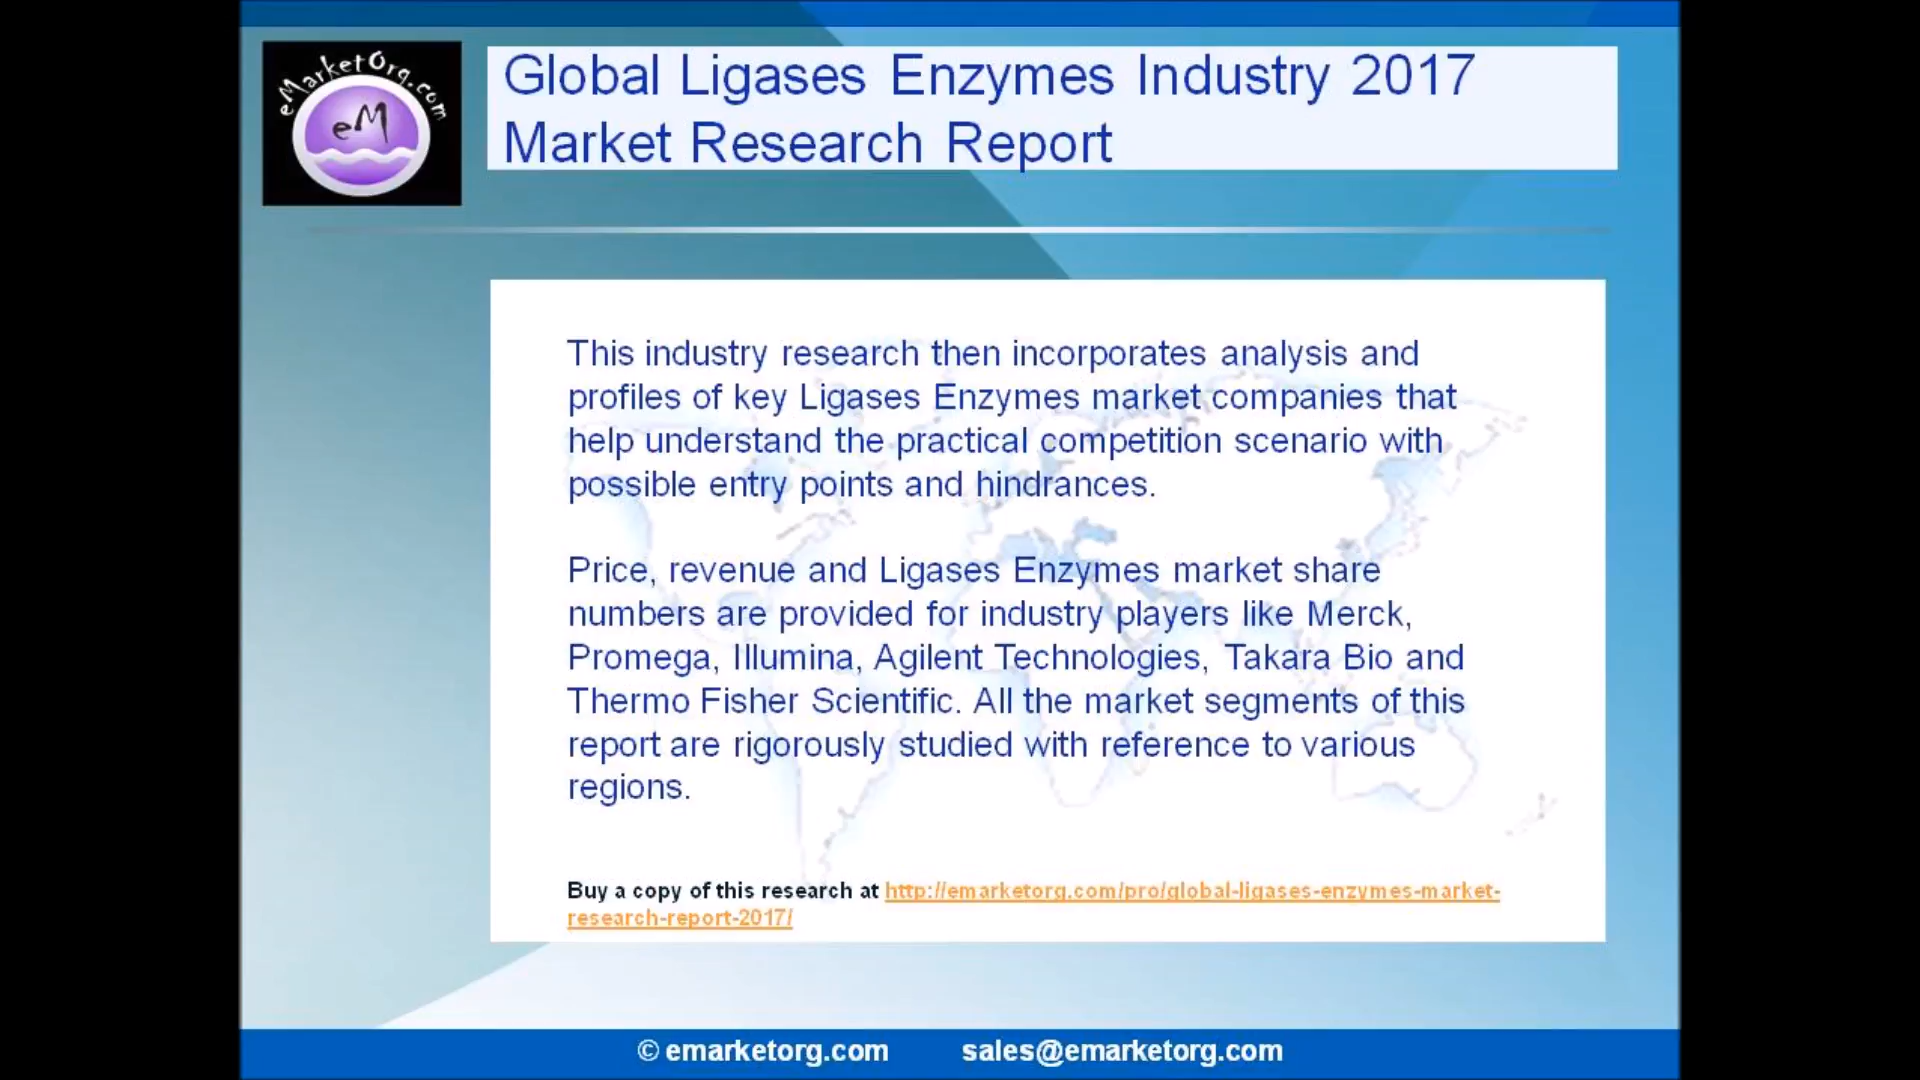 eMarketOrg.com
eM
Global Ligases Enzymes Industry 2017
Market Research Report
This industry research then incorporates analysis and
profiles of key Ligases Enzymes market companies that
help understand the practical competition scenario with
possible entry points and hindrances.
Price, revenue and Ligases Enzymes market share
numbers are provided for industry players like Merck,
Promega, Illumina, Agilent Technologies, Takara Bio and
Thermo Fisher Scientific. All the market segments of this
report are rigorously studied with reference to various
regions.
Buy a copy of this research at http://emarketorg.com/pro/global-ligases-enzymes-market-
research-report-2017/
© emarketorg.com sales@emarketorg.com